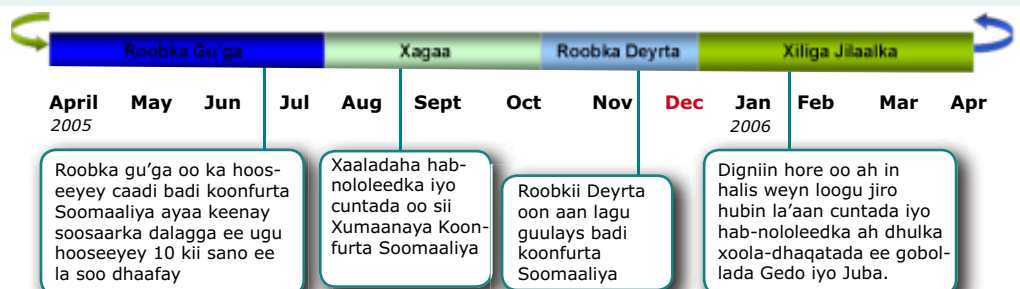 Roobka Gu'ga Xagaa Roobka Deyrta Xiliga Jilaalka
April May Jun Jul Aug Sept Oct Nov Dec Jan Feb Mar Apr
2005 2006
Roobka gu’ga oo ka hoos-
eeyey caadi badi koonfurta
Soomaaliya ayaa keenay
soosaarka dalagga ee ugu
hooseeyey 10 kii sano ee
la soo dhaafay
Xaaladaha hab-
nololeedka iyo
cuntada oo sii
Xumaanaya Koon-
furta Soomaaliya
Roobkii Deyrta
oon aan lagu
guulays badi
koonfurta
Soomaaliya
Digniin hore oo ah in
halis weyn loogu jiro
hubin la’aan cuntada iyo
hab-nololeedka ah dhulka
xoola-dhaqatada ee gobol-
lada Gedo iyo Juba.